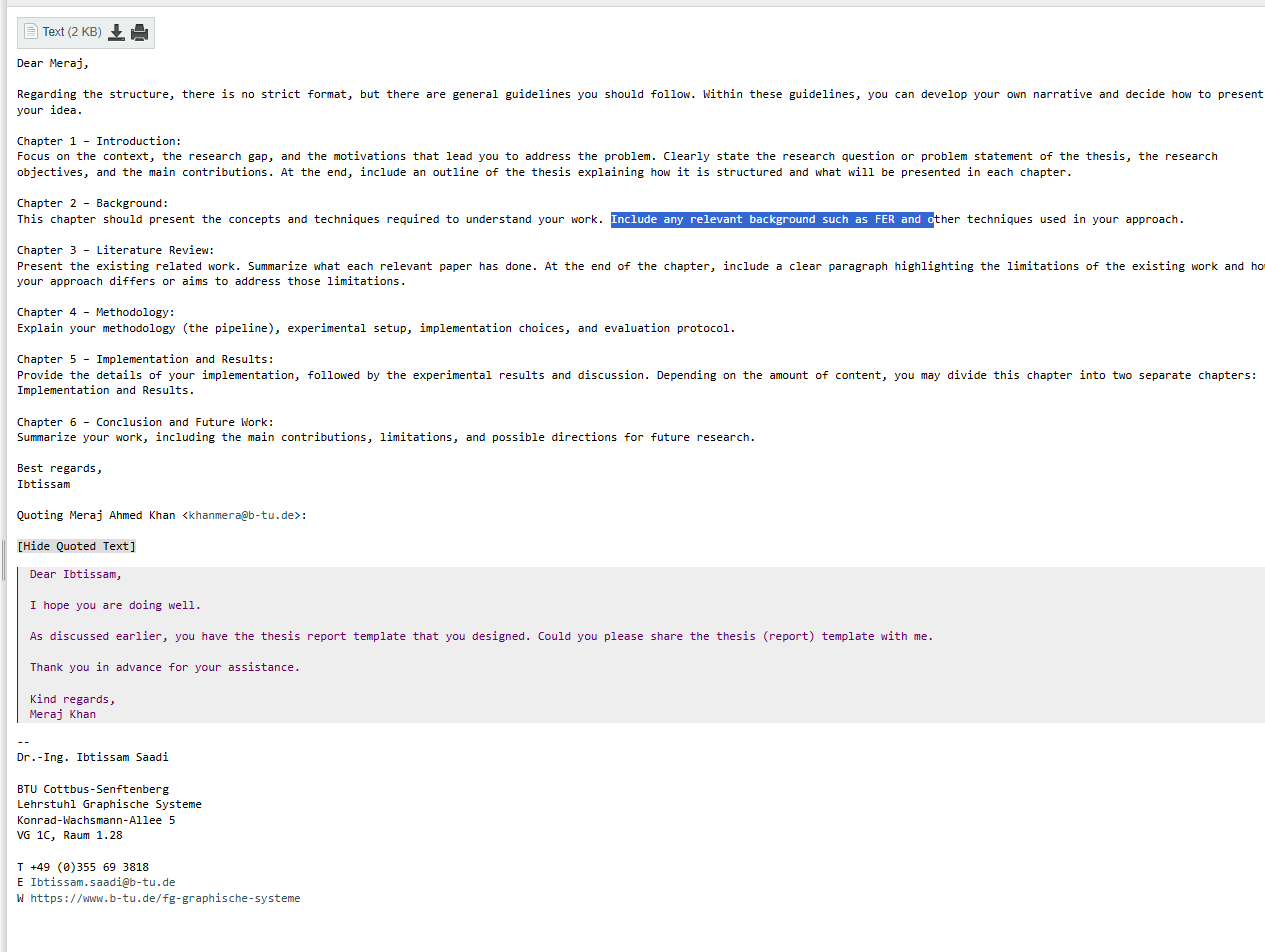 Text (2 KB)
Dear Meraj,
Regarding the structure, there is no strict format, but there are general guidelines you should follow. Within these guidelines, you can develop your own narrative and decide how to present
your idea.
Chapter 1 – Introduction:
Focus on the context, the research gap, and the motivations that lead you to address the problem. Clearly state the research question or problem statement of the thesis, the research
objectives, and the main contributions. At the end, include an outline of the thesis explaining how it is structured and what will be presented in each chapter.
Chapter 2 – Background:
This chapter should present the concepts and techniques required to understand your work. Include any relevant background such as FER and other techniques used in your approach.
Chapter 3 – Literature Review:
Present the existing related work. Summarize what each relevant paper has done. At the end of the chapter, include a clear paragraph highlighting the limitations of the existing work and
your approach differs or aims to address those limitations.
Chapter 4 – Methodology:
Explain your methodology (the pipeline), experimental setup, implementation choices, and evaluation protocol.
Chapter 5 – Implementation and Results:
Provide the details of your implementation, followed by the experimental results and discussion. Depending on the amount of content, you may divide this chapter into two separate chapters:
Implementation and Results.
Chapter 6 – Conclusion and Future Work:
Summarize your work, including the main contributions, limitations, and possible directions for future research.
Best regards,
Ibtissam
Quoting Meraj Ahmed Khan <khanmera@b-tu.de>:
[Hide Quoted Text]
Dear Ibtissam,
I hope you are doing well.
As discussed earlier, you have the thesis report template that you designed. Could you please share the thesis (report) template with me.
Thank you in advance for your assistance.
Kind regards,
Meraj Khan
--
Dr.-Ing. Ibtissam Saadi
BTU Cottbus-Senftenberg
Lehrstuhl Graphische Systeme
Konrad-Wachsmann-Allee 5
VG 1C, Raum 1.28
T +49 (0)355 69 3818
E Ibtissam.saadi@b-tu.de
W https://www.b-tu.de/fg-graphische-systeme